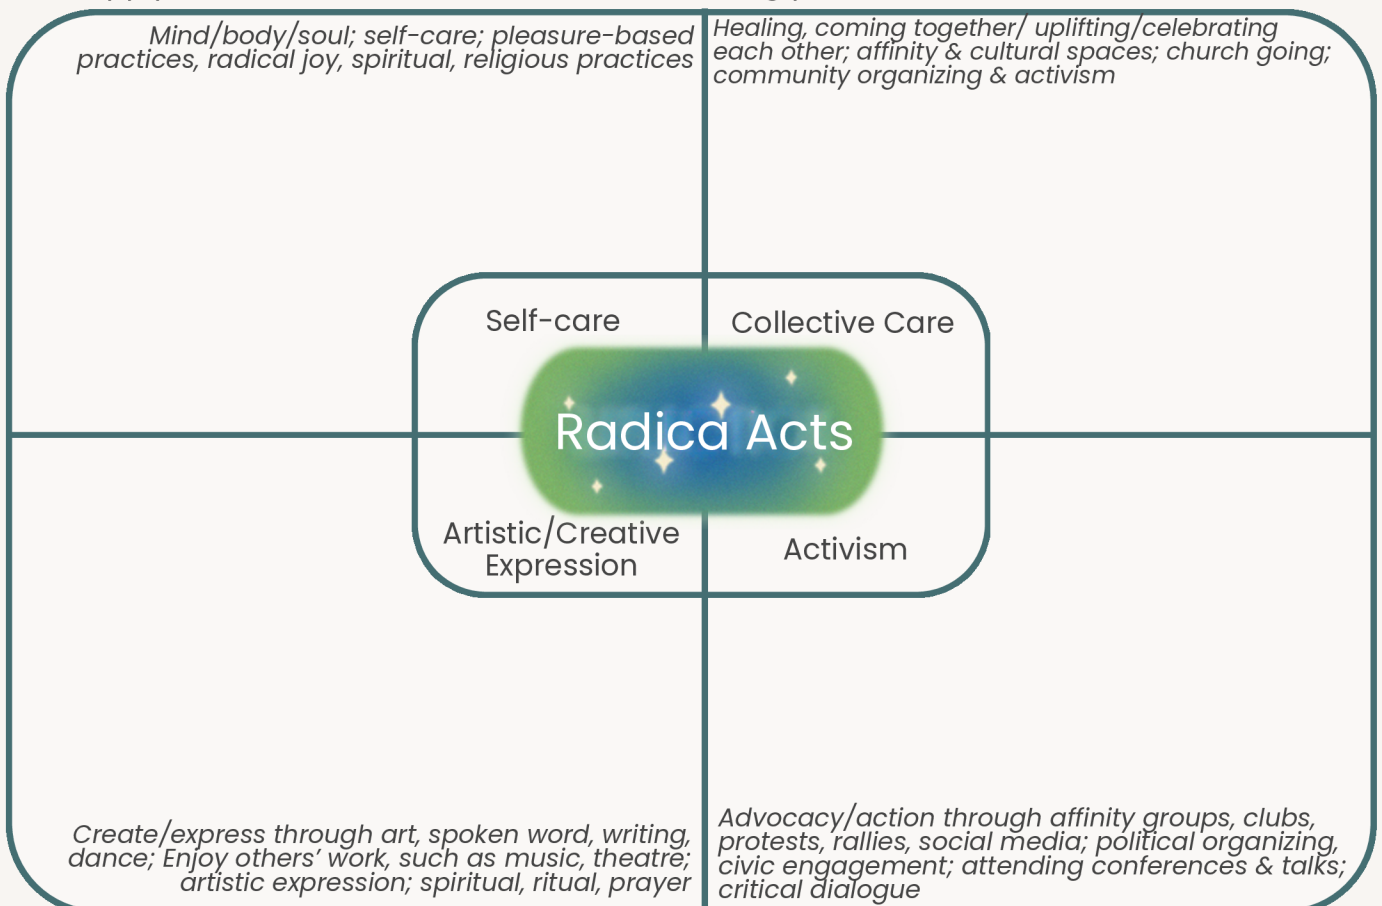 Mind/body/soul; self-care; pleasure-based
practices, radical joy, spiritual, religious practices
Healing, coming together/ uplifting/celebrating
each other; affinity & cultural spaces; church going;
community organizing & activism
Self-care
Collective Care
Radica Acts
Artistic/Creative
Expression
Activism
Create/express through art, spoken word, writing,
dance; Enjoy others’ work, such as music, theatre;
artistic expression; spiritual, ritual, prayer
Advocacy/action through affinity groups, clubs,
protests, rallies, social media; political organizing,
civic engagement; attending conferences & talks;
critical dialogue